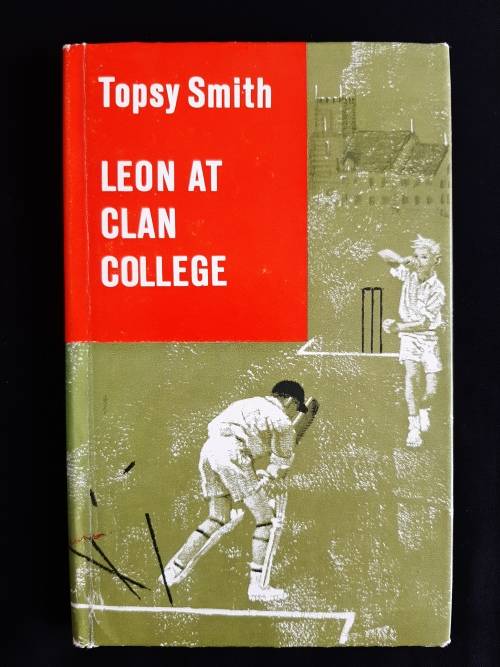 Topsy Smith
LEON AT
CLAN
COLLEGE